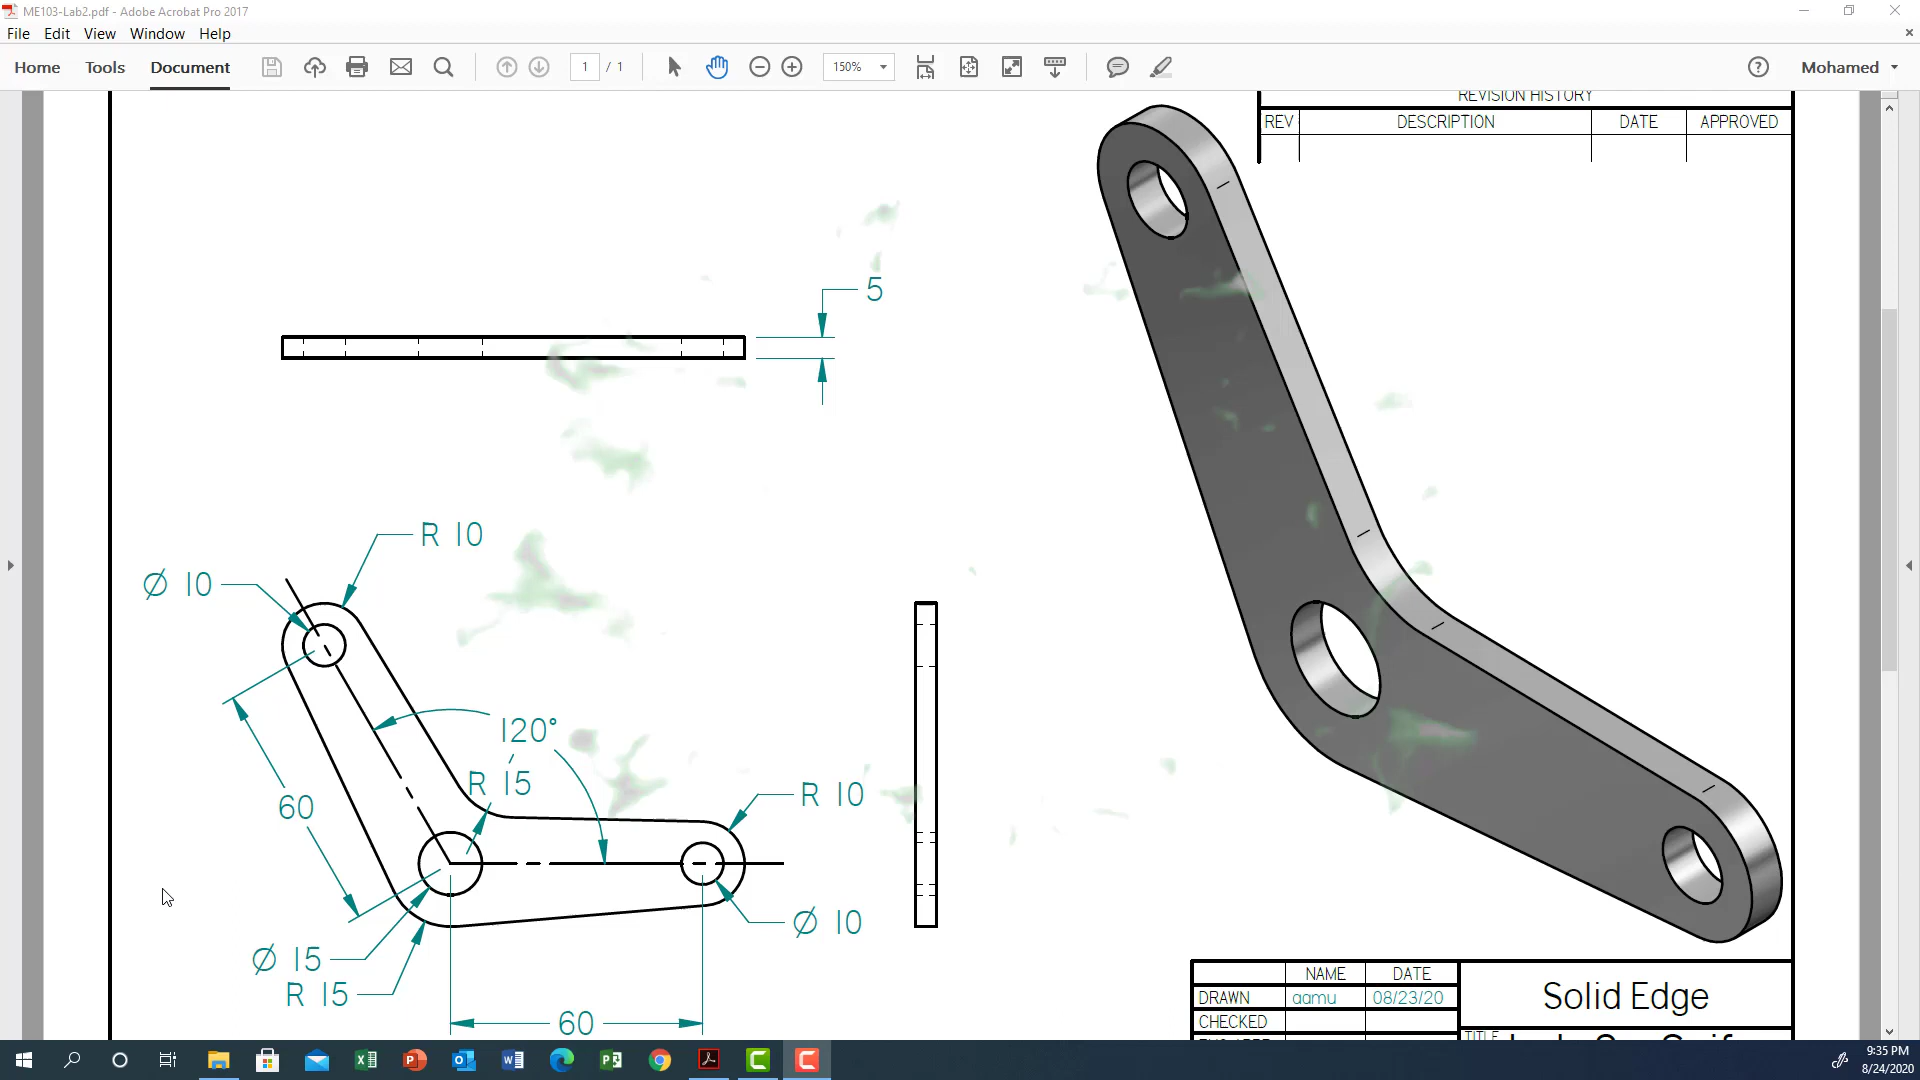 ME103-Lab2.pdf - Adobe Acrobat Pro 2017
File Edit View Window Help
Home Tools Document 1 / 1 150% Mohamed
REVISION HISTORY
REV DESCRIPTION DATE APPROVED
5
R 10
Ø 10
120°
R 15
R 10
60
Ø 10
Ø 15
R 15
60
NAME DATE
DRAWN aamu 08/23/20
CHECKED
Solid Edge
TITLE
9:35 PM
8/24/2020